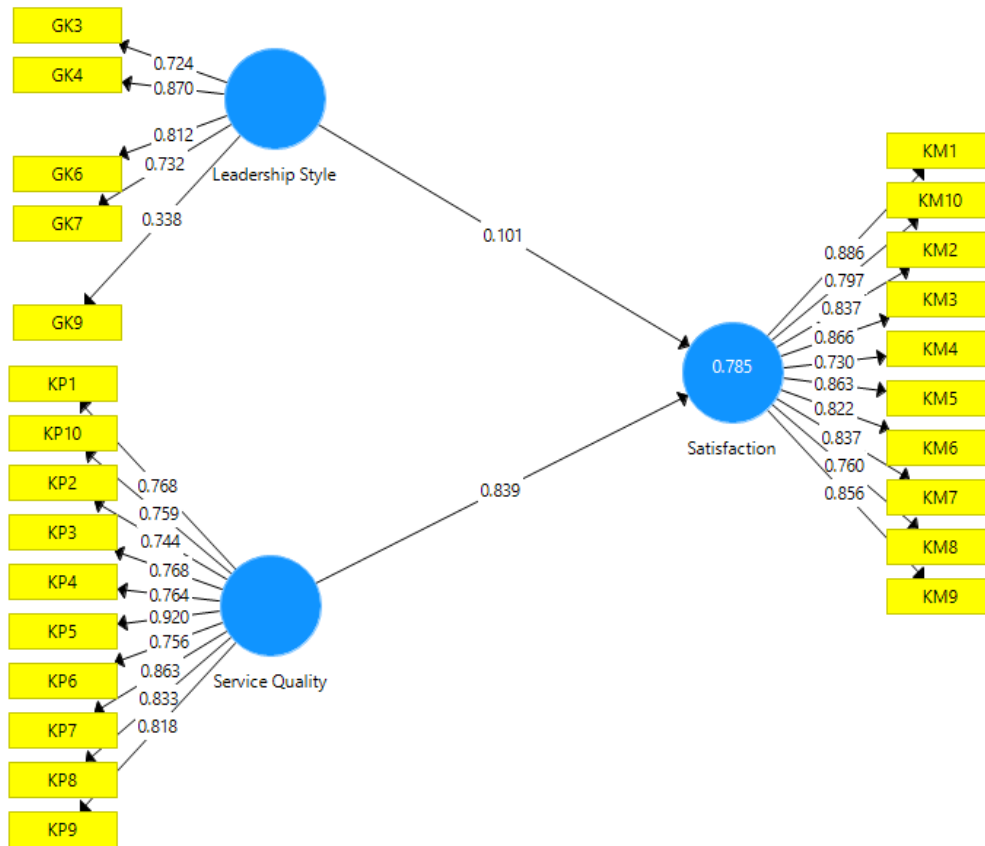 GK3
GK4
GK6
GK7
GK9
0.724
0.870
0.812
0.732
0.338
Leadership Style
0.101
KP1
KP10
KP2
KP3
KP4
KP5
KP6
KP7
KP8
KP9
0.768
0.759
0.744
0.768
0.764
0.920
0.756
0.863
0.833
0.818
Service Quality
0.839
0.785
Satisfaction
0.886
0.797
0.837
0.866
0.730
0.863
0.822
0.837
0.760
0.856
KM1
KM10
KM2
KM3
KM4
KM5
KM6
KM7
KM8
KM9